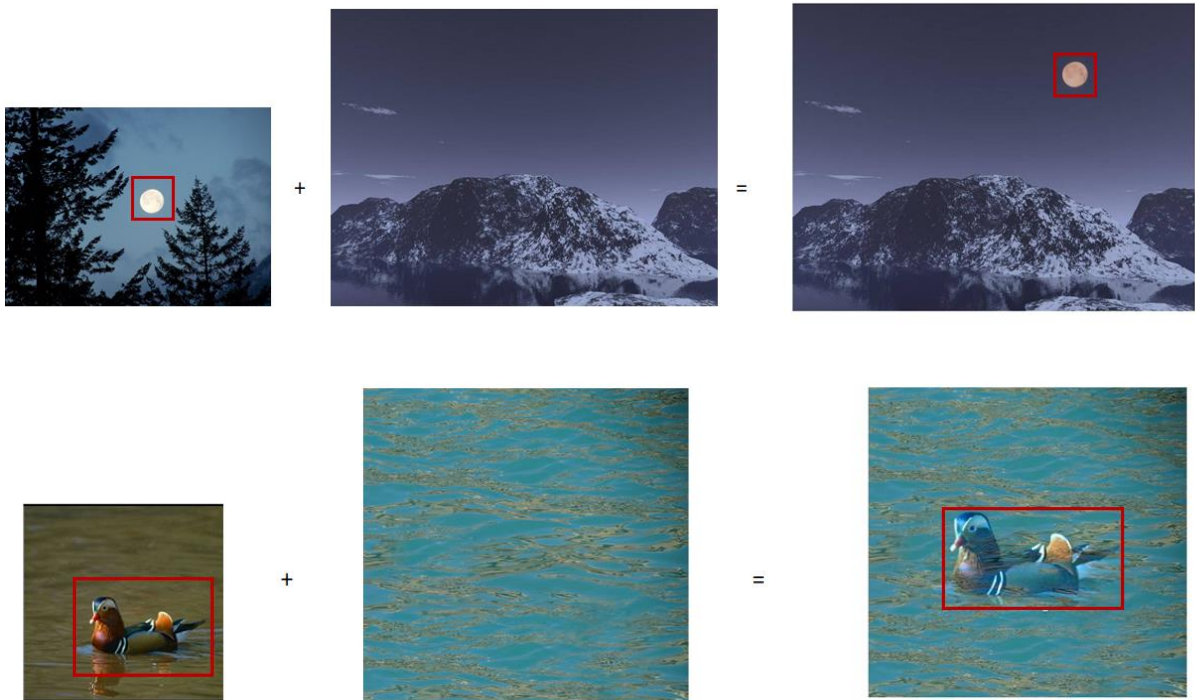 + =
+ =